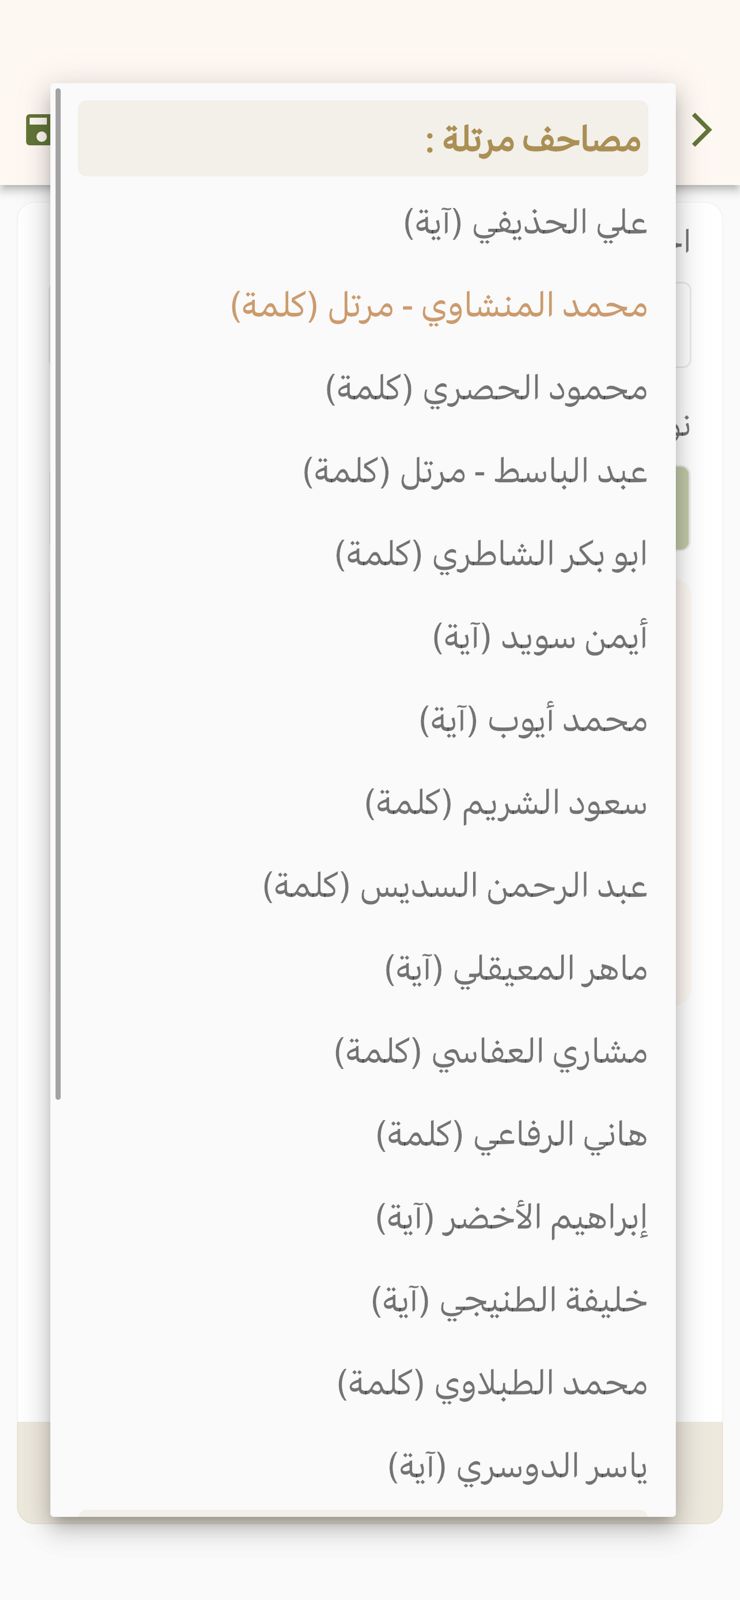 مصاحف مرتلة :
علي الحذيفي (آية)
محمد المنشاوي - مرتل (كلمة)
محمود الحصري (كلمة)
عبد الباسط - مرتل (كلمة)
ابو بكر الشاطري (كلمة)
أيمن سويد (آية)
محمد أيوب (آية)
سعود الشريم (كلمة)
عبد الرحمن السديس (كلمة)
ماهر المعيقلي (آية)
مشاري العفاسي (كلمة)
هاني الرفاعي (كلمة)
إبراهيم الأخضر (آية)
خليفة الطنيجي (آية)
محمد الطبلاوي (كلمة)
ياسر الدوسري (آية)